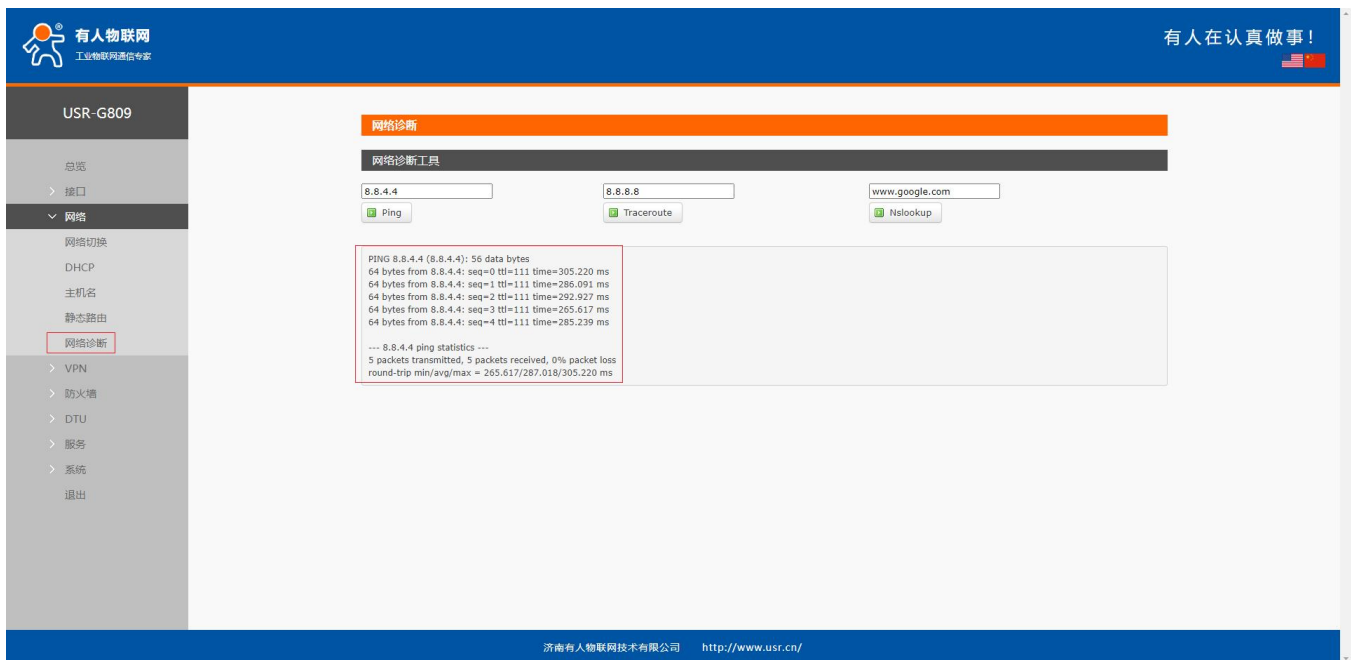 有人物联网
®
工业物联网通信专家
有人在认真做事！
USR-G809
总览
接口
网络
网络切换
DHCP
主机名
静态路由
网络诊断
VPN
防火墙
DTU
服务
系统
退出
网络诊断
网络诊断工具
8.8.4.4 8.8.8.8 www.google.com
Ping Traceroute Nslookup
PING 8.8.4.4 (8.8.4.4): 56 data bytes
64 bytes from 8.8.4.4: seq=0 ttl=111 time=305.220 ms
64 bytes from 8.8.4.4: seq=1 ttl=111 time=286.091 ms
64 bytes from 8.8.4.4: seq=2 ttl=111 time=292.927 ms
64 bytes from 8.8.4.4: seq=3 ttl=111 time=265.617 ms
64 bytes from 8.8.4.4: seq=4 ttl=111 time=285.239 ms
--- 8.8.4.4 ping statistics ---
5 packets transmitted, 5 packets received, 0% packet loss
round-trip min/avg/max = 265.617/287.018/305.220 ms
济南有人物联网技术有限公司 http://www.usr.cn/